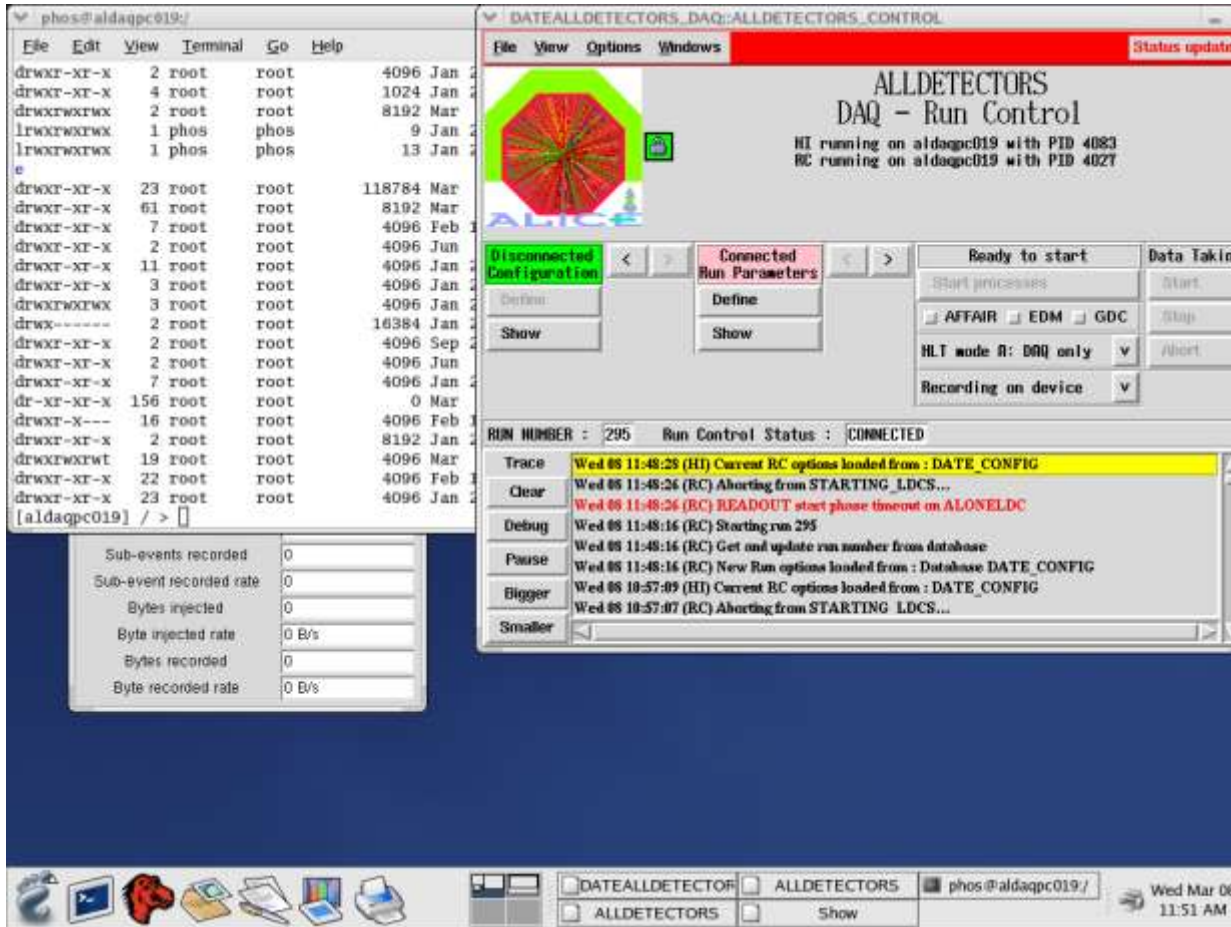 phos@aldaqpc019:/
File Edit View Terminal Go Help
drwxr-xr-x 2 root root 4096 Jan 2
drwxr-xr-x 4 root root 1024 Jan 2
drwxrwxrwx 2 root root 8192 Mar
lrwxrwxrwx 1 phos phos 9 Jan 2
lrwxrwxrwx 1 phos phos 13 Jan 2
e
drwxr-xr-x 23 root root 118784 Mar
drwxr-xr-x 61 root root 8192 Mar
drwxr-xr-x 7 root root 4096 Feb 1
drwxr-xr-x 2 root root 4096 Jun
drwxr-xr-x 11 root root 4096 Jan 2
drwxr-xr-x 3 root root 4096 Jan 2
drwxrwxrwx 3 root root 4096 Jan 2
drwx------ 2 root root 16384 Jan 2
drwxr-xr-x 2 root root 4096 Sep 2
drwxr-xr-x 2 root root 4096 Jun
drwxr-xr-x 7 root root 4096 Jan 2
dr-xr-xr-x 156 root root 0 Mar
drwxr-x--- 16 root root 4096 Feb 1
drwxr-xr-x 2 root root 8192 Jan 2
drwxrwxrwt 19 root root 4096 Mar
drwxr-xr-x 22 root root 4096 Feb 1
drwxr-xr-x 23 root root 4096 Jan 2
[aldaqpc019] / >
Sub-events recorded 0
Sub-event recorded rate 0
Bytes injected 0
Byte injected rate 0 B/s
Bytes recorded 0
Byte recorded rate 0 B/s
DATEALLDETECTORS_DAQ::ALLDETECTORS_CONTROL
File View Options Windows Status update
ALLDETECTORS
DAQ - Run Control
HI running on aldaqpc019 with PID 4083
RC running on aldaqpc019 with PID 4027
ALICE
Disconnected
Configuration
< >
Define
Show
Connected
Run Parameters
< >
Define
Show
Ready to start
Start processes
AFFAIR EDM GDC
HLT mode A: DAQ only v
Recording on device v
Data Takin
Start
Stop
Abort
RUN NUMBER : 295 Run Control Status : CONNECTED
Trace
Clear
Debug
Pause
Bigger
Smaller
Wed 08 11:48:28 (HI) Current RC options loaded from : DATE_CONFIG
Wed 08 11:48:26 (RC) Aborting from STARTING_LDCS...
Wed 08 11:48:26 (RC) READOUT start phase timeout on ALONELDC
Wed 08 11:48:16 (RC) Starting run 295
Wed 08 11:48:16 (RC) Get and update run number from database
Wed 08 11:48:16 (RC) New Run options loaded from : Database DATE_CONFIG
Wed 08 10:57:09 (HI) Current RC options loaded from : DATE_CONFIG
Wed 08 10:57:07 (RC) Aborting from STARTING_LDCS...
DATEALLDETECTOR ALLDETECTORS phos@aldaqpc019:/
ALLDETECTORS Show
Wed Mar 08
11:51 AM